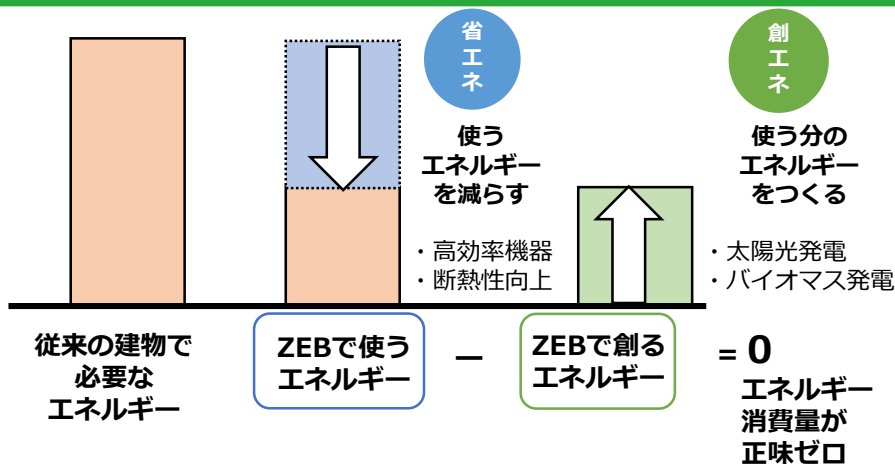 省エネ
使う
エネルギー
を減らす
・高効率機器
・断熱性向上
創エネ
使う分の
エネルギー
をつくる
・太陽光発電
・バイオマス発電
従来の建物で
必要な
エネルギー
ZEBで使う
エネルギー
－
ZEBで創る
エネルギー
= 0
エネルギー
消費量が
正味ゼロ